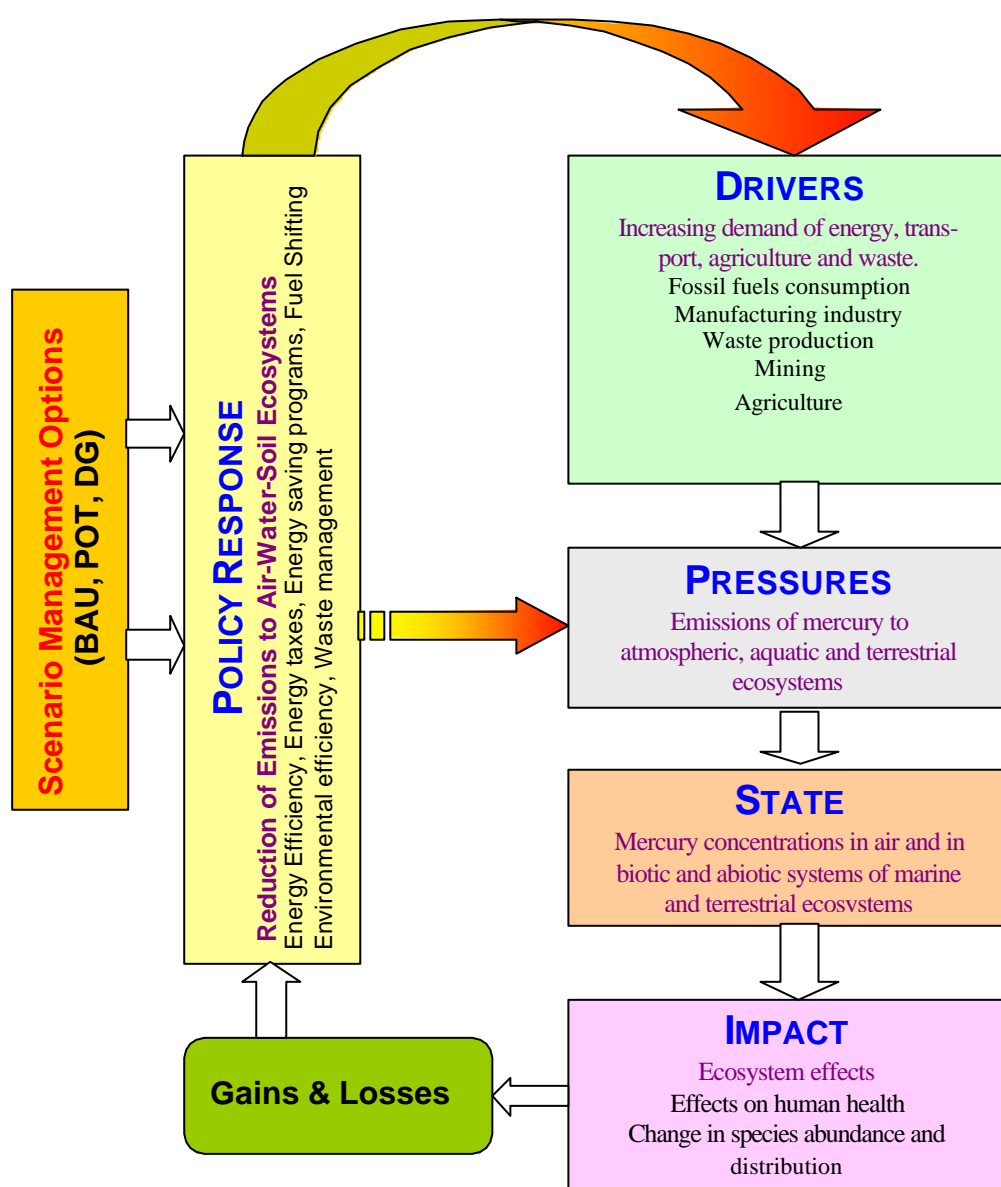 Scenario Management Options
(BAU, POT, DG)
POLICY RESPONSE
Reduction of Emissions to Air-Water-Soil Ecosystems
Energy Efficiency, Energy taxes, Energy saving programs, Fuel Shifting
Environmental efficiency, Waste management
DRIVERS
Increasing demand of energy, trans-
port, agriculture and waste.
Fossil fuels consumption
Manufacturing industry
Waste production
Mining
Agriculture
PRESSURES
Emissions of mercury to
atmospheric, aquatic and terrestrial
ecosystems
STATE
Mercury concentrations in air and in
biotic and abiotic systems of marine
and terrestrial ecosystems
IMPACT
Ecosystem effects
Effects on human health
Change in species abundance and
distribution
Gains & Losses